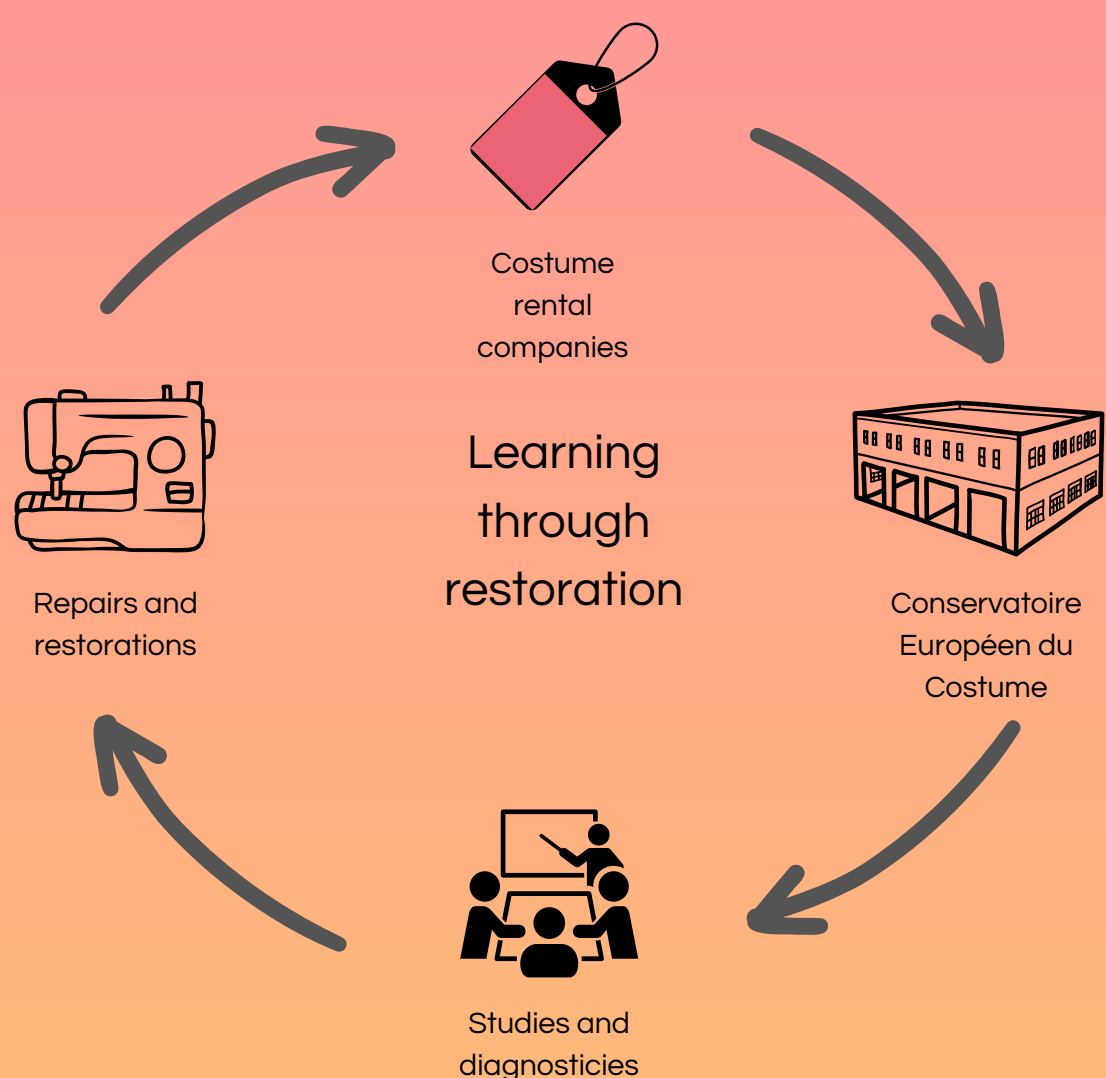 Costume
rental
companies
Learning
through
restoration
Repairs and
restorations
Conservatoire
Européen du
Costume
Studies and
diagnosticies